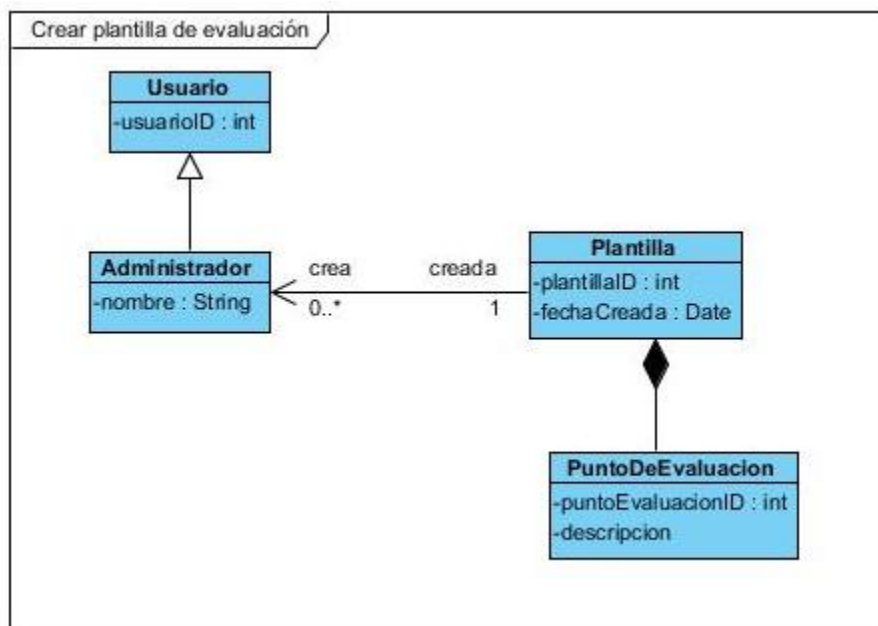 Crear plantilla de evaluación
Usuario
-usuarioID : int
Administrador
-nombre : String
crea
creada
0..*
1
Plantilla
-plantillaID : int
-fechaCreada : Date
PuntoDeEvaluacion
-puntoEvaluacionID : int
-descripcion